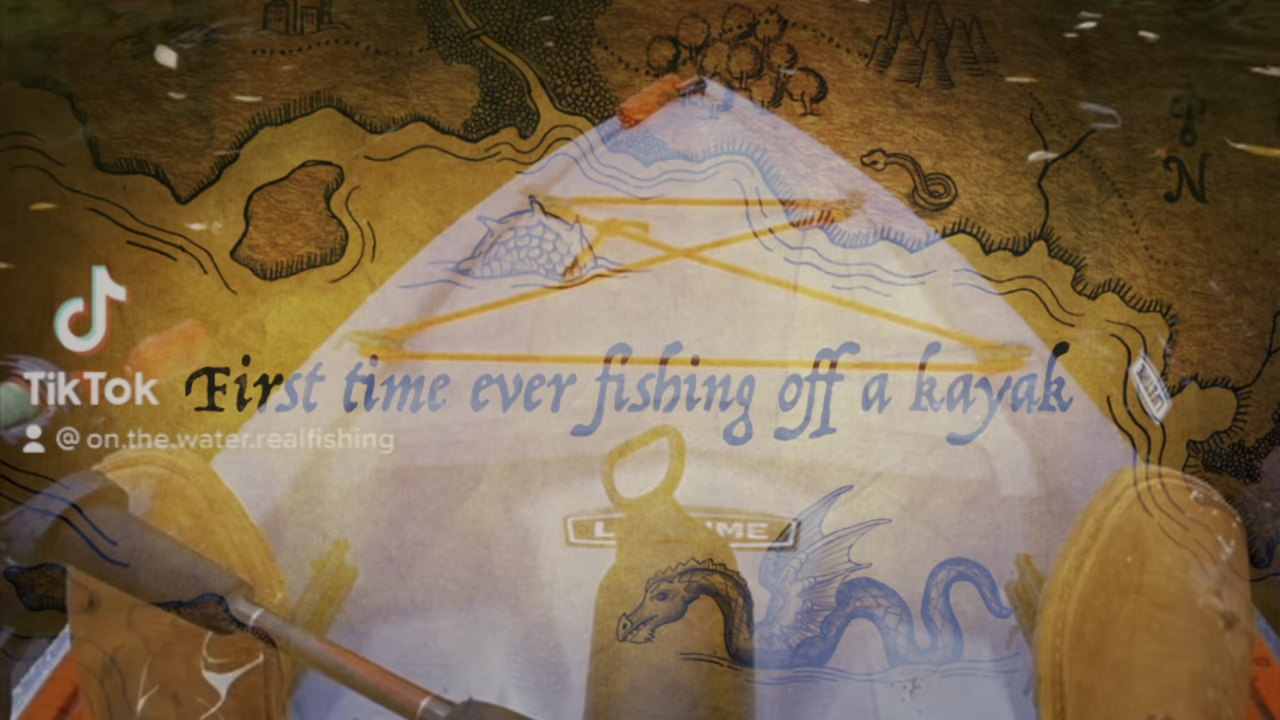 N
TikTok
First time ever fishing off a kayak
@ on.the.water.realfishing